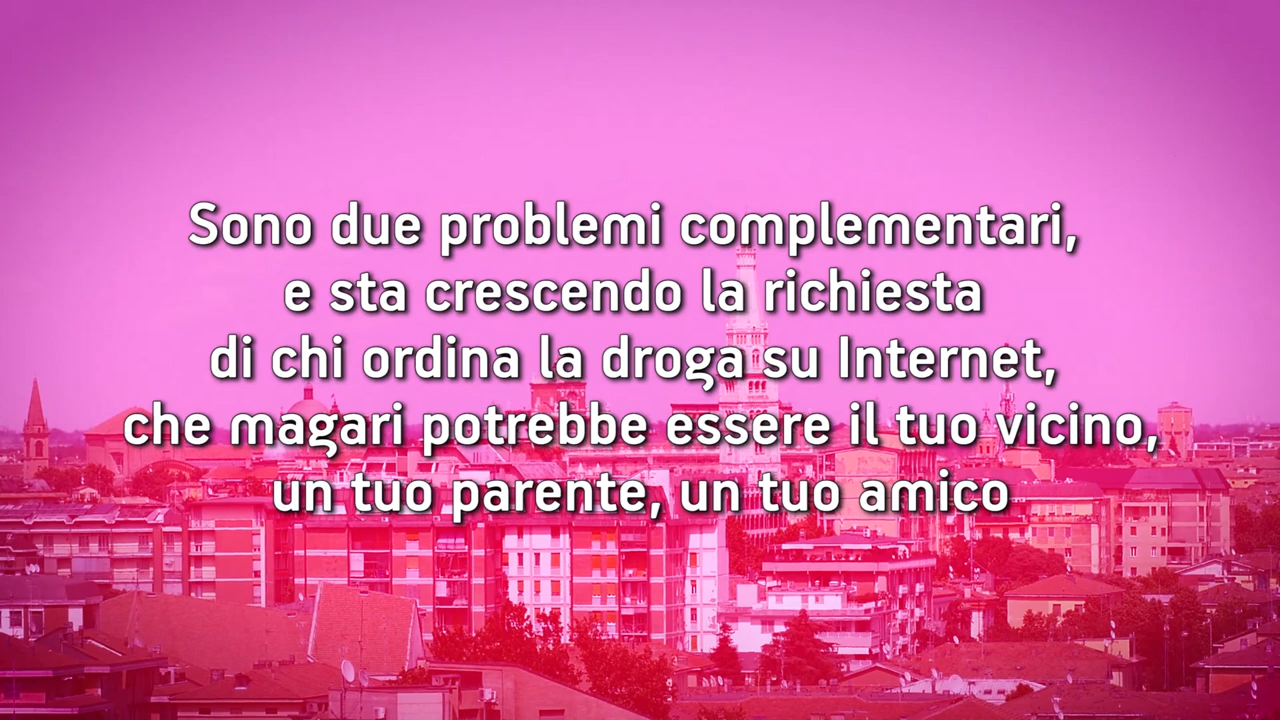 Sono due problemi complementari,
e sta crescendo la richiesta
di chi ordina la droga su Internet,
che magari potrebbe essere il tuo vicino,
un tuo parente, un tuo amico